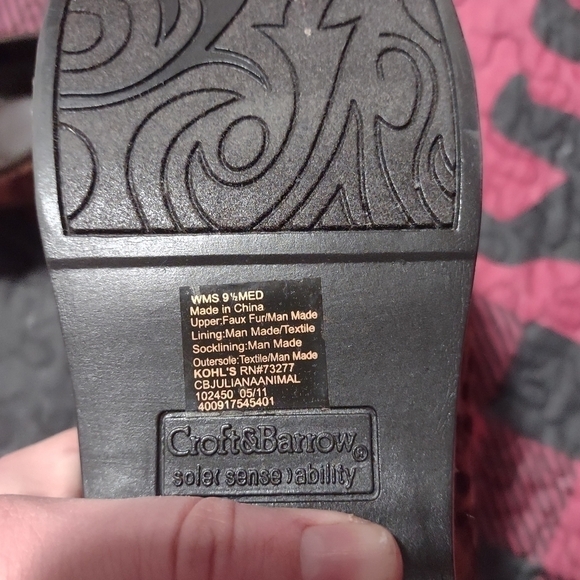 WMS 9½MED
Made in China
Upper:Faux Fur/Man Made
Lining:Man Made/Textile
Socklining:Man Made
Outersole:Textile/Man Made
KOHL'S RN#73277
CBJULIANAANIMAL
102450 05/11
400917545401
Croft&Barrow®
sole( sense )ability